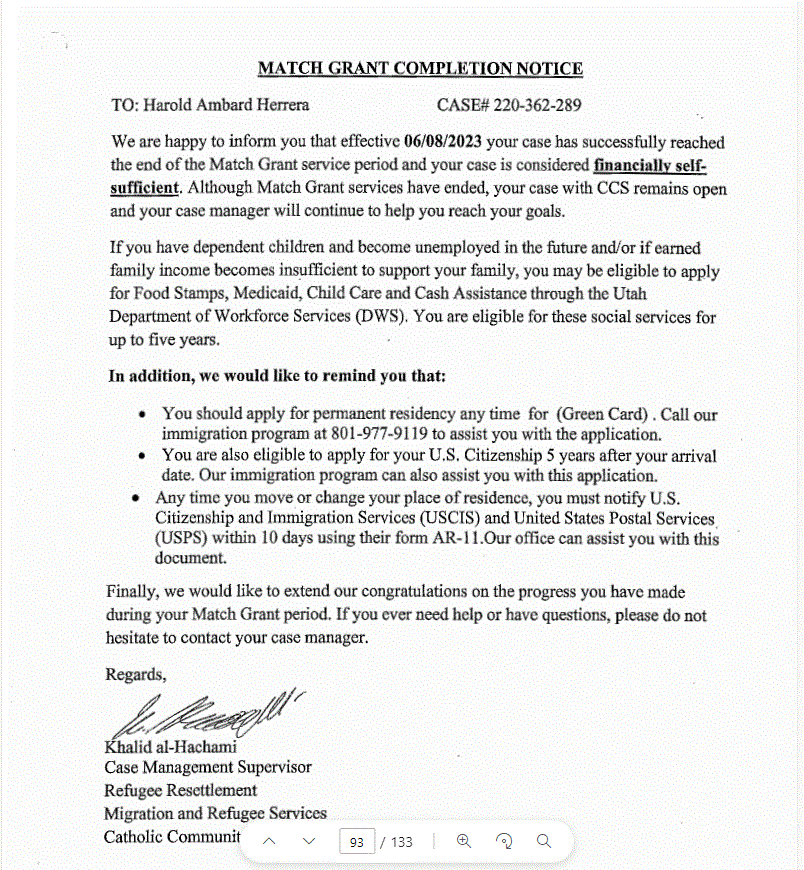 MATCH GRANT COMPLETION NOTICE
TO: Harold Ambard Herrera CASE# 220-362-289
We are happy to inform you that effective 06/08/2023 your case has successfully reached
the end of the Match Grant service period and your case is considered financially self-
sufficient. Although Match Grant services have ended, your case with CCS remains open
and your case manager will continue to help you reach your goals.
If you have dependent children and become unemployed in the future and/or if earned
family income becomes insufficient to support your family, you may be eligible to apply
for Food Stamps, Medicaid, Child Care and Cash Assistance through the Utah
Department of Workforce Services (DWS). You are eligible for these social services for
up to five years.
In addition, we would like to remind you that:
• You should apply for permanent residency any time for (Green Card) . Call our
immigration program at 801-977-9119 to assist you with the application.
• You are also eligible to apply for your U.S. Citizenship 5 years after your arrival
date. Our immigration program can also assist you with this application.
• Any time you move or change your place of residence, you must notify U.S.
Citizenship and Immigration Services (USCIS) and United States Postal Services
(USPS) within 10 days using their form AR-11.Our office can assist you with this
document.
Finally, we would like to extend our congratulations on the progress you have made
during your Match Grant period. If you ever need help or have questions, please do not
hesitate to contact your case manager.
Regards,
Khalid al-Hachami
Case Management Supervisor
Refugee Resettlement
Migration and Refugee Services
Catholic Communit
93 / 133